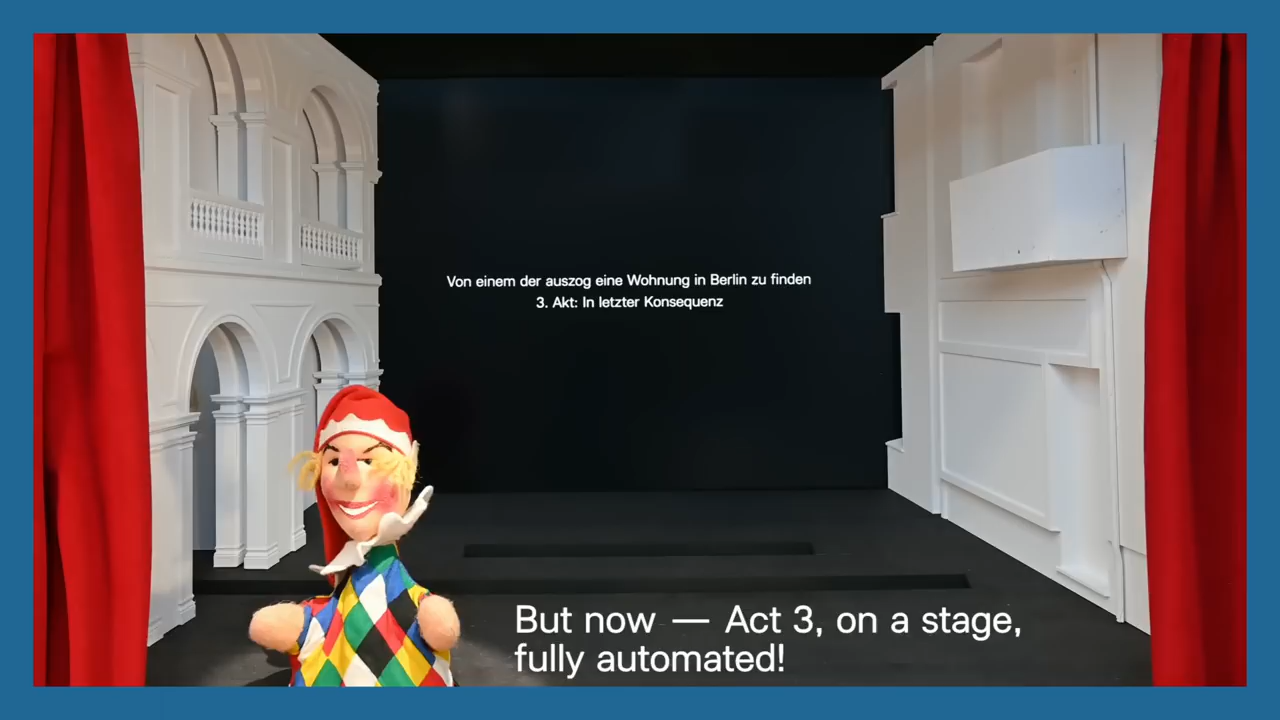 Von einem der auszog eine Wohnung in Berlin zu finden
3. Akt: In letzter Konsequenz
But now — Act 3, on a stage,
fully automated!